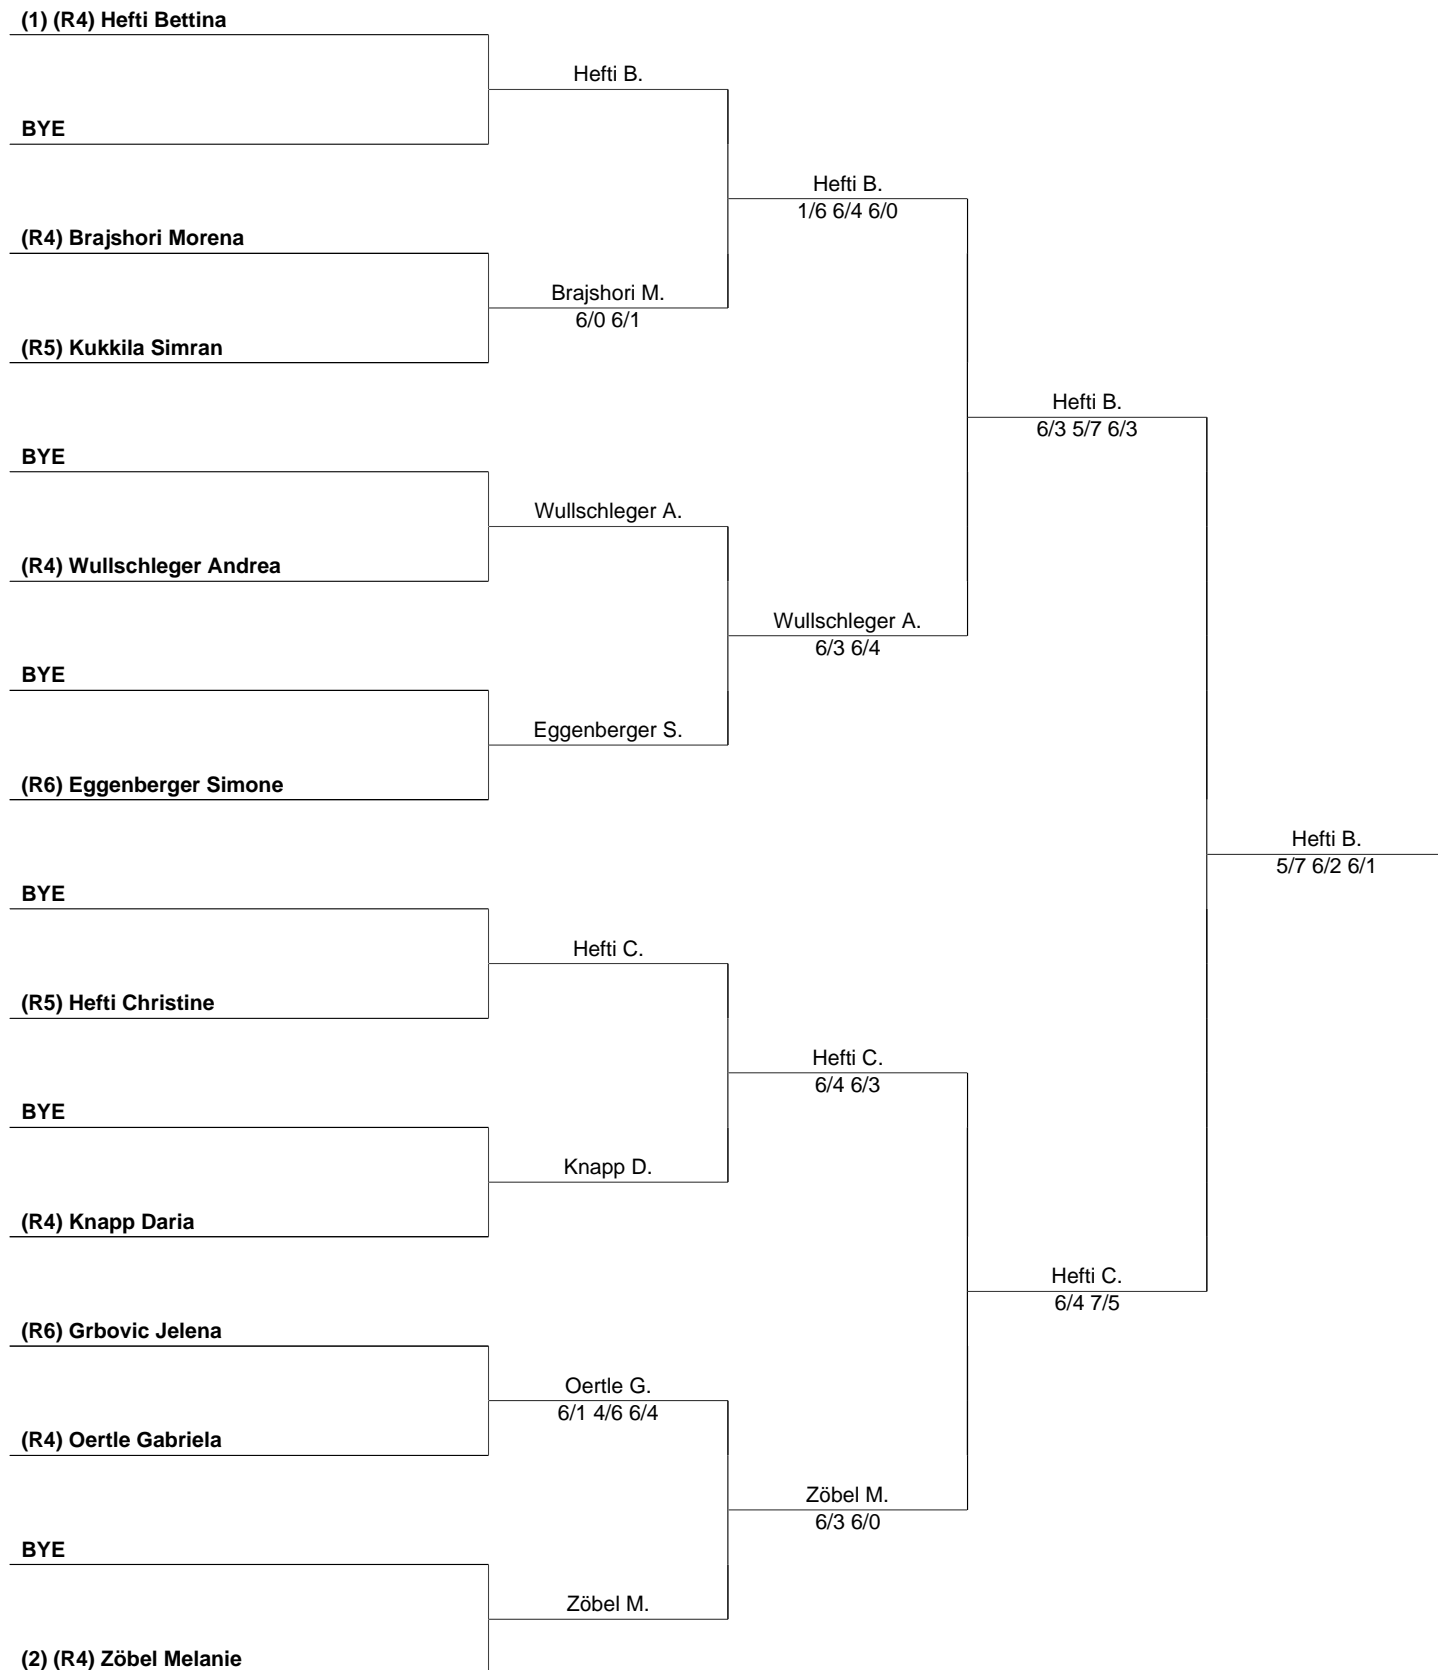 (1) (R4) Hefti Bettina
Hefti B.
BYE
Hefti B.
1/6 6/4 6/0
(R4) Brajshori Morena
Brajshori M.
6/0 6/1
(R5) Kukkila Simran
Hefti B.
6/3 5/7 6/3
BYE
Wullschleger A.
(R4) Wullschleger Andrea
Wullschleger A.
6/3 6/4
BYE
Eggenberger S.
(R6) Eggenberger Simone
Hefti B.
5/7 6/2 6/1
BYE
Hefti C.
(R5) Hefti Christine
Hefti C.
6/4 6/3
BYE
Knapp D.
(R4) Knapp Daria
Hefti C.
6/4 7/5
(R6) Grbovic Jelena
Oertle G.
6/1 4/6 6/4
(R4) Oertle Gabriela
Zöbel M.
6/3 6/0
BYE
Zöbel M.
(2) (R4) Zöbel Melanie